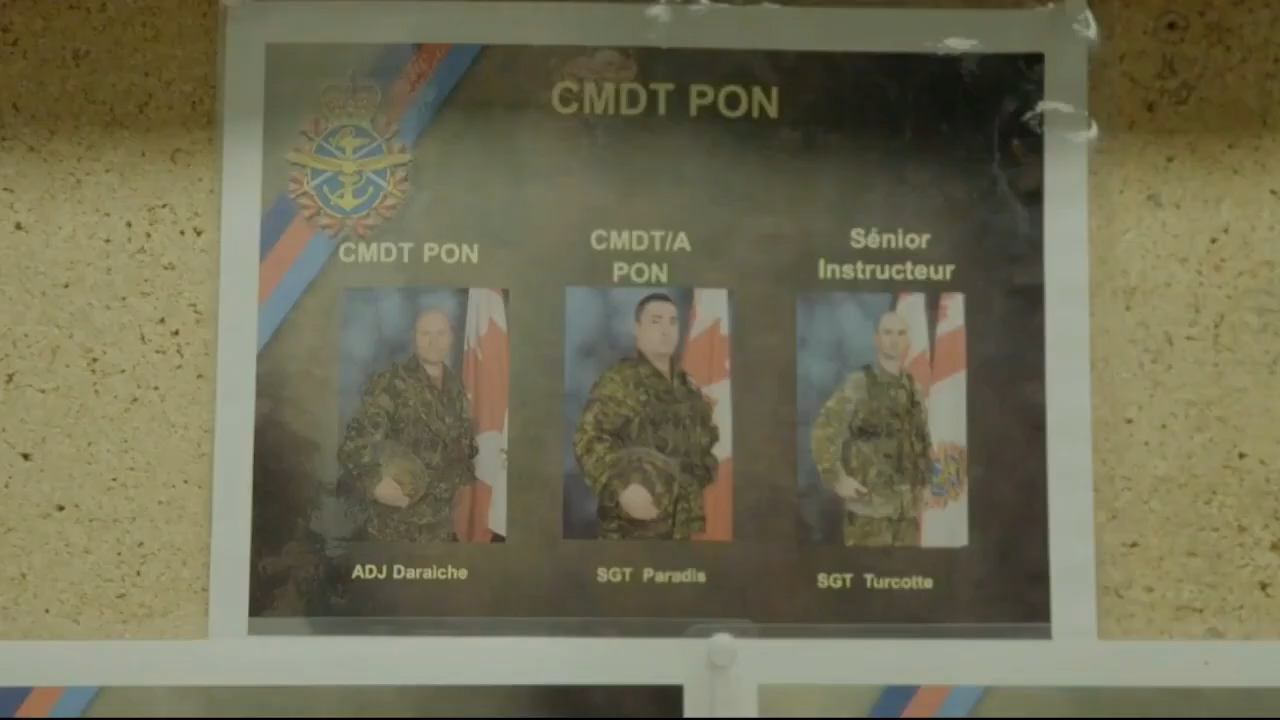 CMDT PON
CMDT PON
CMDT/A
PON
Sénior
Instructeur
ADJ Daraiche
SGT Paradis
SGT Turcotte